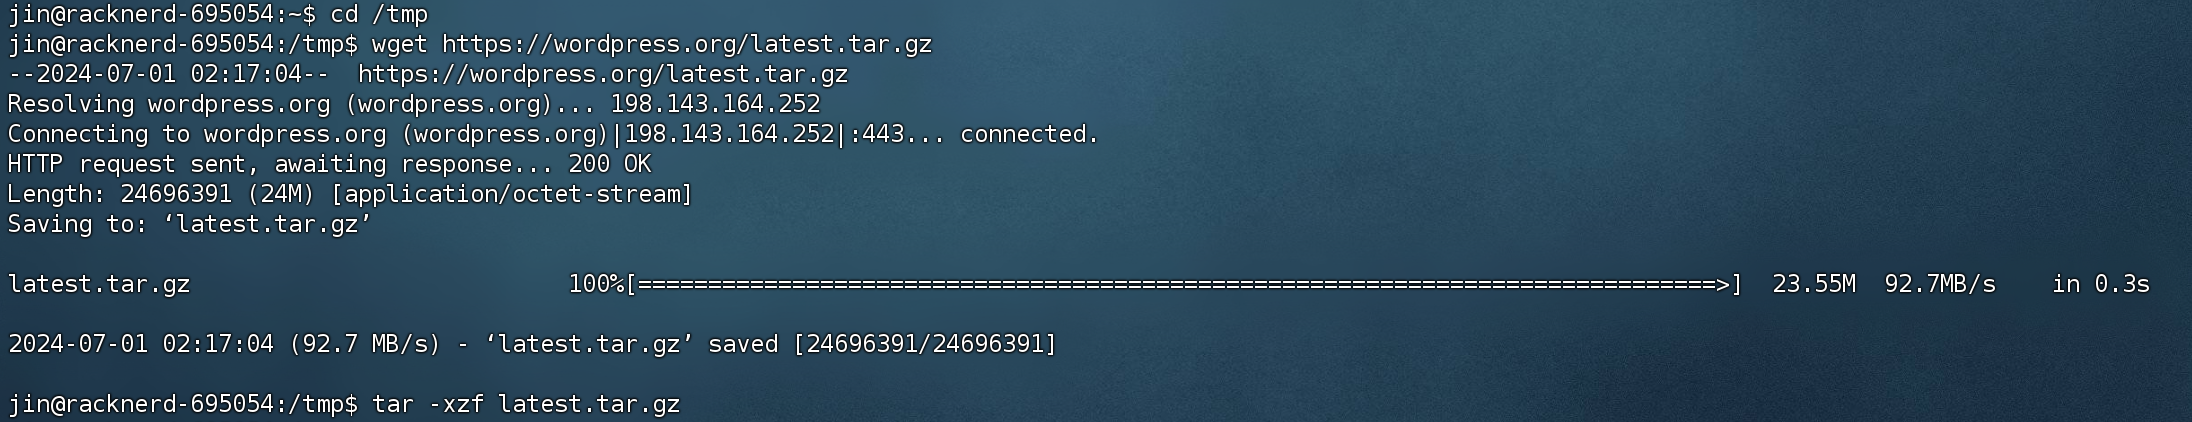 jin@racknerd-695054:~$ cd /tmp
jin@racknerd-695054:/tmp$ wget https://wordpress.org/latest.tar.gz
--2024-07-01 02:17:04--  https://wordpress.org/latest.tar.gz
Resolving wordpress.org (wordpress.org)... 198.143.164.252
Connecting to wordpress.org (wordpress.org)|198.143.164.252|:443... connected.
HTTP request sent, awaiting response... 200 OK
Length: 24696391 (24M) [application/octet-stream]
Saving to: ‘latest.tar.gz’
latest.tar.gz                           100%[=============================================================================>]  23.55M  92.7MB/s    in 0.3s
2024-07-01 02:17:04 (92.7 MB/s) - ‘latest.tar.gz’ saved [24696391/24696391]
jin@racknerd-695054:/tmp$ tar -xzf latest.tar.gz